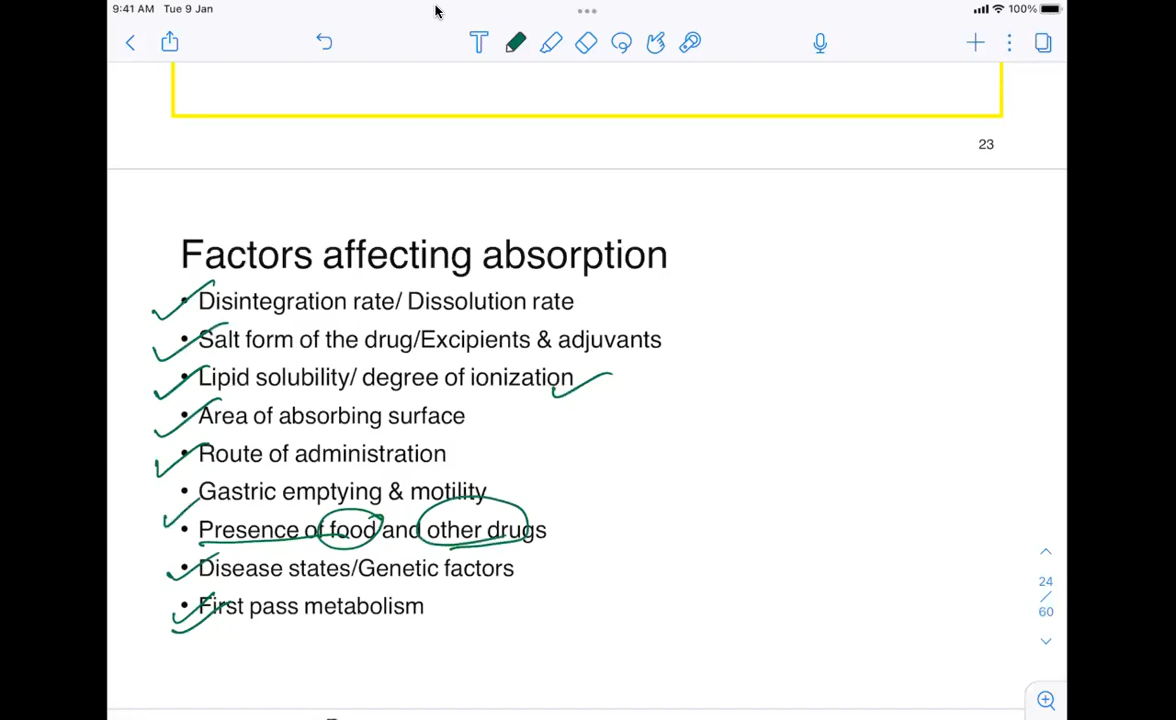 9:41 AM Tue 9 Jan
100%
23
Factors affecting absorption
• Disintegration rate/ Dissolution rate
• Salt form of the drug/Excipients & adjuvants
• Lipid solubility/ degree of ionization
• Area of absorbing surface
• Route of administration
• Gastric emptying & motility
• Presence of food and other drugs
• Disease states/Genetic factors
• First pass metabolism
24
/
60